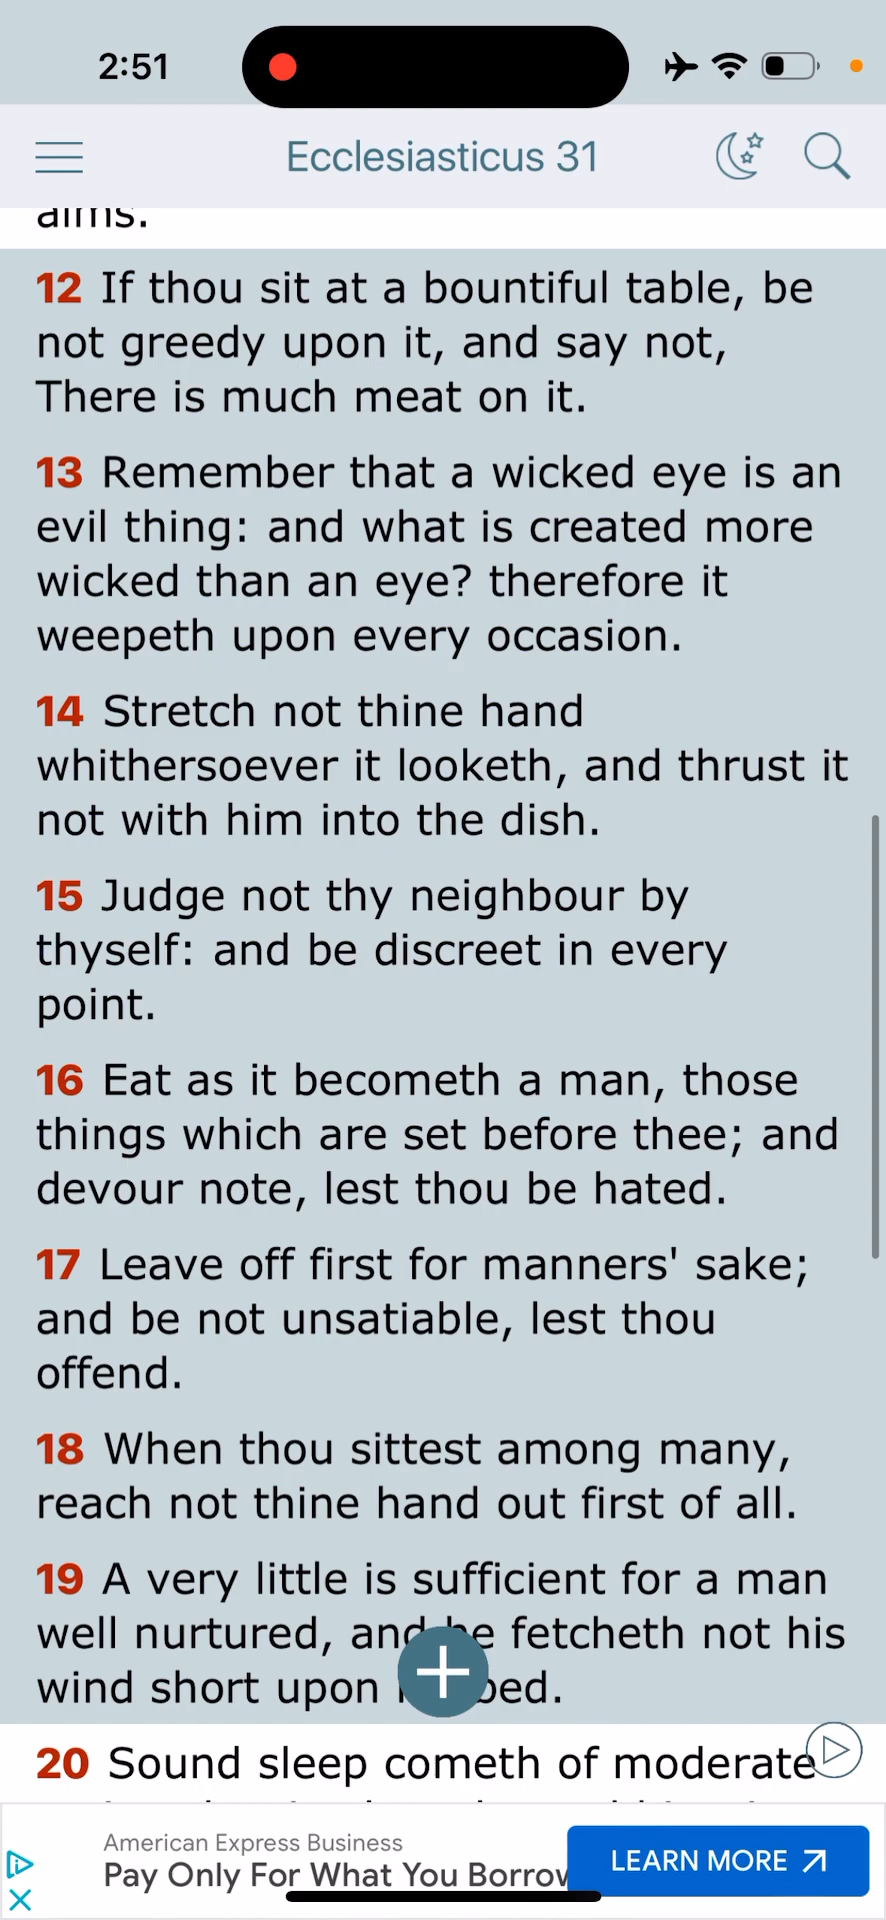 2:51
Ecclesiasticus 31
alms.
12 If thou sit at a bountiful table, be
not greedy upon it, and say not,
There is much meat on it.
13 Remember that a wicked eye is an
evil thing: and what is created more
wicked than an eye? therefore it
weepeth upon every occasion.
14 Stretch not thine hand
whithersoever it looketh, and thrust it
not with him into the dish.
15 Judge not thy neighbour by
thyself: and be discreet in every
point.
16 Eat as it becometh a man, those
things which are set before thee; and
devour note, lest thou be hated.
17 Leave off first for manners' sake;
and be not unsatiable, lest thou
offend.
18 When thou sittest among many,
reach not thine hand out first of all.
19 A very little is sufficient for a man
well nurtured, and he fetcheth not his
wind short upon bed.
20 Sound sleep cometh of moderate
American Express Business
Pay Only For What You Borrow
LEARN MORE